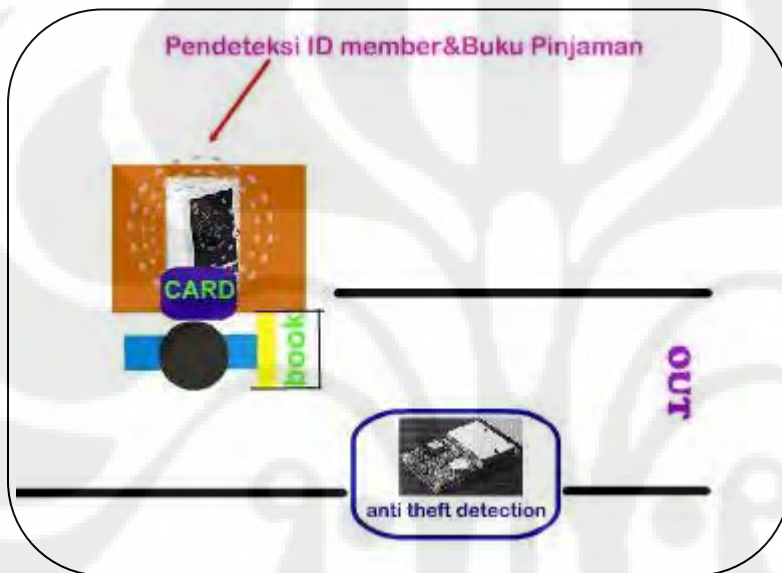 Pendeteksi ID member&Buku Pinjaman
CARD
book
OUT
anti theft detection